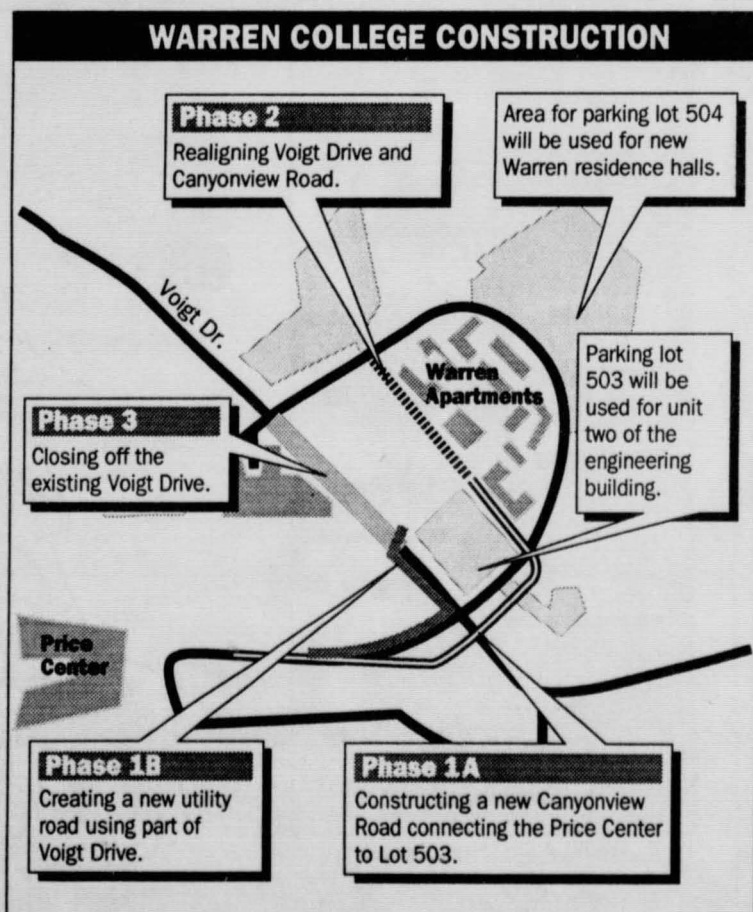 WARREN COLLEGE CONSTRUCTION
Phase 2
Realigning Voigt Drive and
Canyonview Road.
Area for parking lot 504
will be used for new
Warren residence halls.
Voigt Dr.
Warren
Apartments
Parking lot
503 will be
used for unit
two of the
engineering
building.
Phase 3
Closing off the
existing Voigt Drive.
Price
Center
Phase 1B
Creating a new utility
road using part of
Voigt Drive.
Phase 1A
Constructing a new Canyonview
Road connecting the Price Center
to Lot 503.